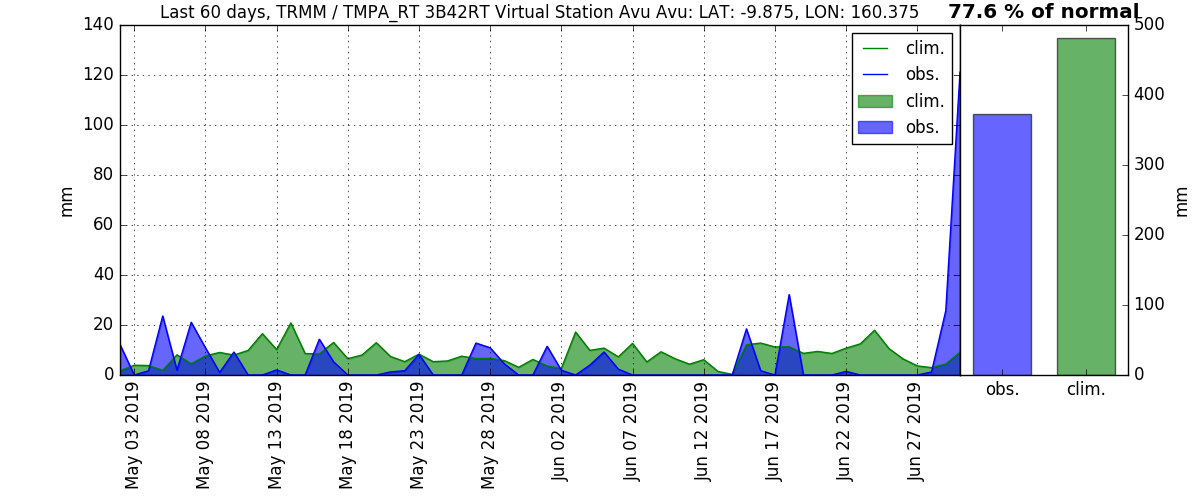 Last 60 days, TRMM / TMPA_RT 3B42RT Virtual Station Avu Avu: LAT: -9.875, LON: 160.375
77.6 % of normal
140
120
100
80
60
40
20
0
mm
clim.
obs.
clim.
obs.
500
400
300
200
100
0
mm
May 03 2019
May 08 2019
May 13 2019
May 18 2019
May 23 2019
May 28 2019
Jun 02 2019
Jun 07 2019
Jun 12 2019
Jun 17 2019
Jun 22 2019
Jun 27 2019
obs.
clim.